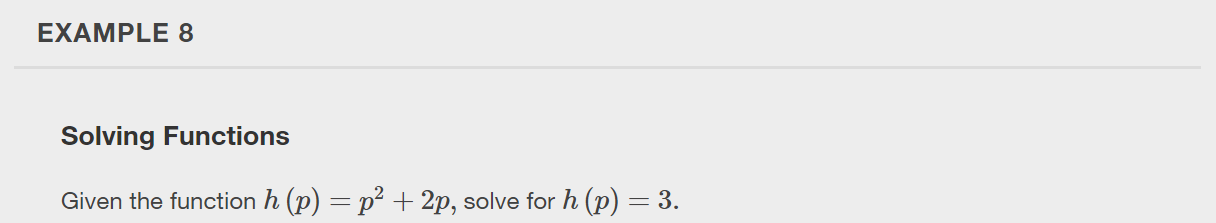 EXAMPLE 8
Solving Functions
Given the function h (p) = p² + 2p, solve for h (p) = 3.